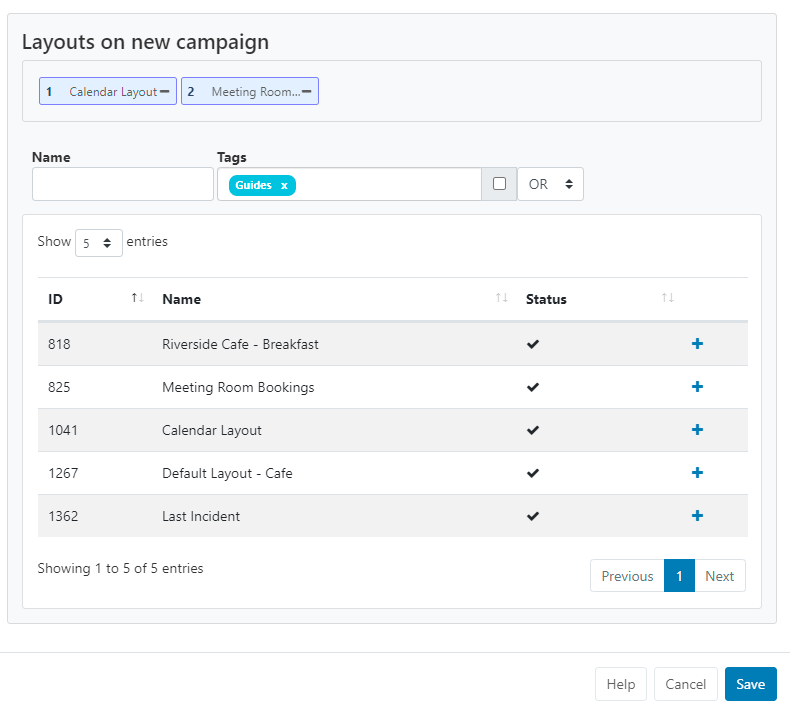 Layouts on new campaign
1 Calendar Layout 2 Meeting Room...
Name Tags
Guides x OR
Show 5 entries
ID Name Status
818 Riverside Cafe - Breakfast
825 Meeting Room Bookings
1041 Calendar Layout
1267 Default Layout - Cafe
1362 Last Incident
Showing 1 to 5 of 5 entries
Previous 1 Next
Help Cancel Save